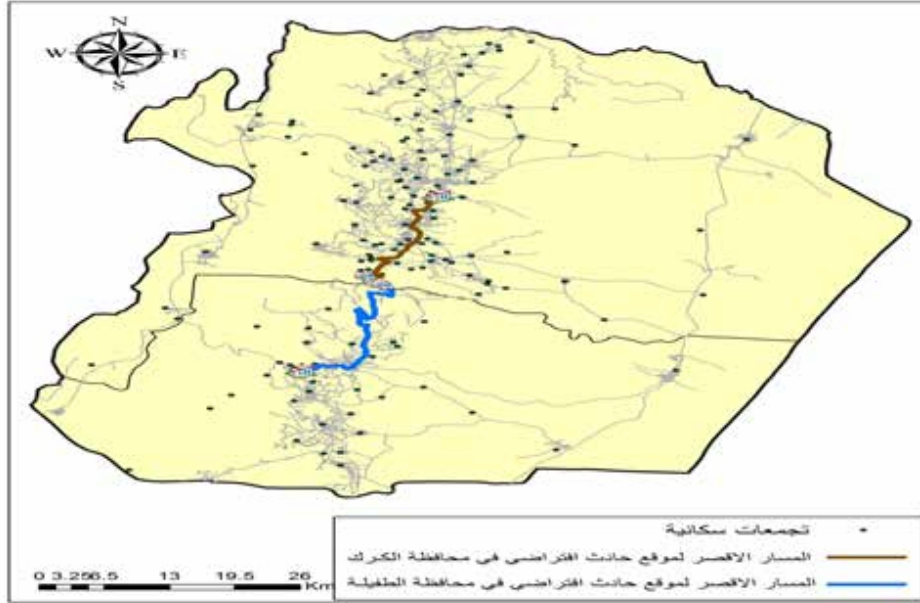 N
W E
S
تجمعات سكانية
المسار الاقصر لموقع حادث افتراضي في محافظة الكرك
المسار الاقصر لموقع حادث افتراضي في محافظة الطفيلة
0 3.25 6.5 13 19.5 26 Km